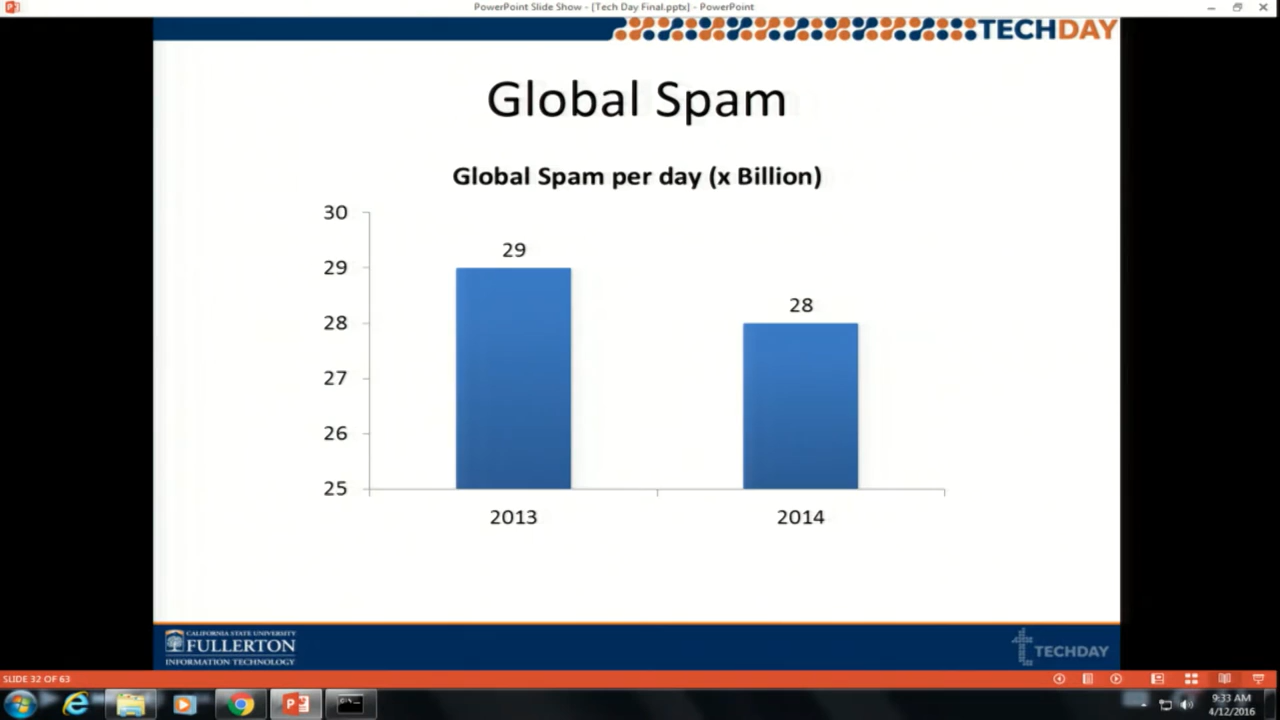 PowerPoint Slide Show - [Tech Day Final.pptx] - PowerPoint
TECHDAY
Global Spam
Global Spam per day (x Billion)
30
29
28
27
26
25
29
28
2013
2014
CALIFORNIA STATE UNIVERSITY
FULLERTON
INFORMATION TECHNOLOGY
TECHDAY
SLIDE 32 OF 63
9:33 AM
4/12/2016